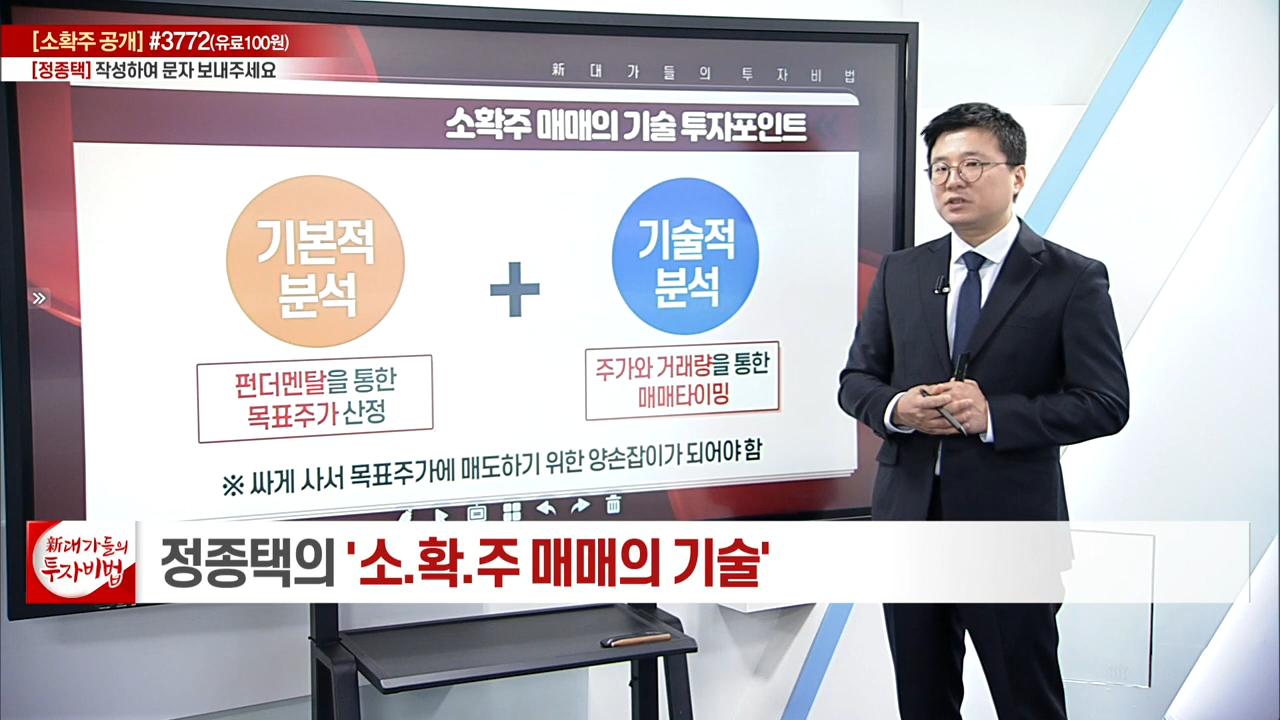 [소확주 공개] #3772(유료100원)
[정종택] 작성하여 문자 보내주세요
新 대가들의 투자비법
소확주 매매의 기술 투자포인트
기본적
분석
+
기술적
분석
펀더멘탈을 통한
목표주가 산정
주가와 거래량을 통한
매매타이밍
※ 싸게 사서 목표주가에 매도하기 위한 양손잡이가 되어야 함
新대가들의
투자비법
정종택의 '소.확.주 매매의 기술'